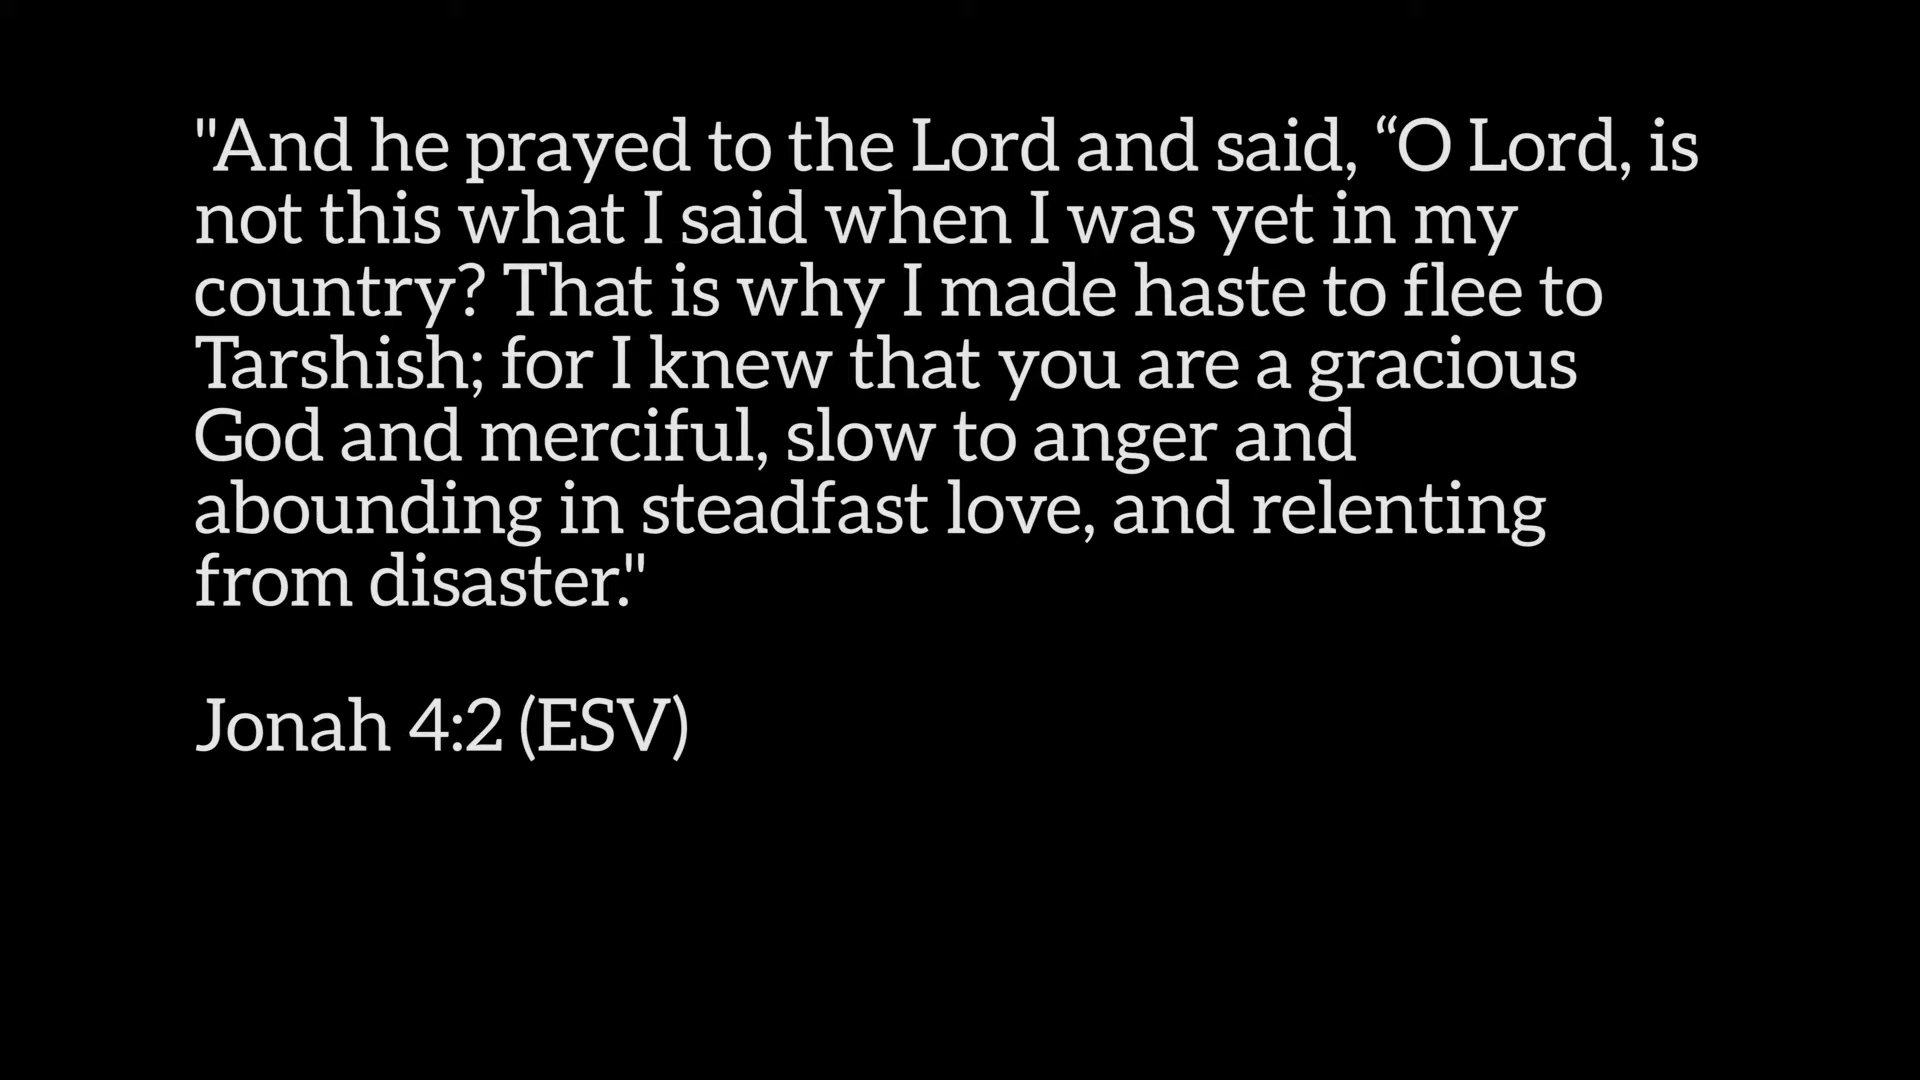 "And he prayed to the Lord and said, “O Lord, is
not this what I said when I was yet in my
country? That is why I made haste to flee to
Tarshish; for I knew that you are a gracious
God and merciful, slow to anger and
abounding in steadfast love, and relenting
from disaster."
Jonah 4:2 (ESV)